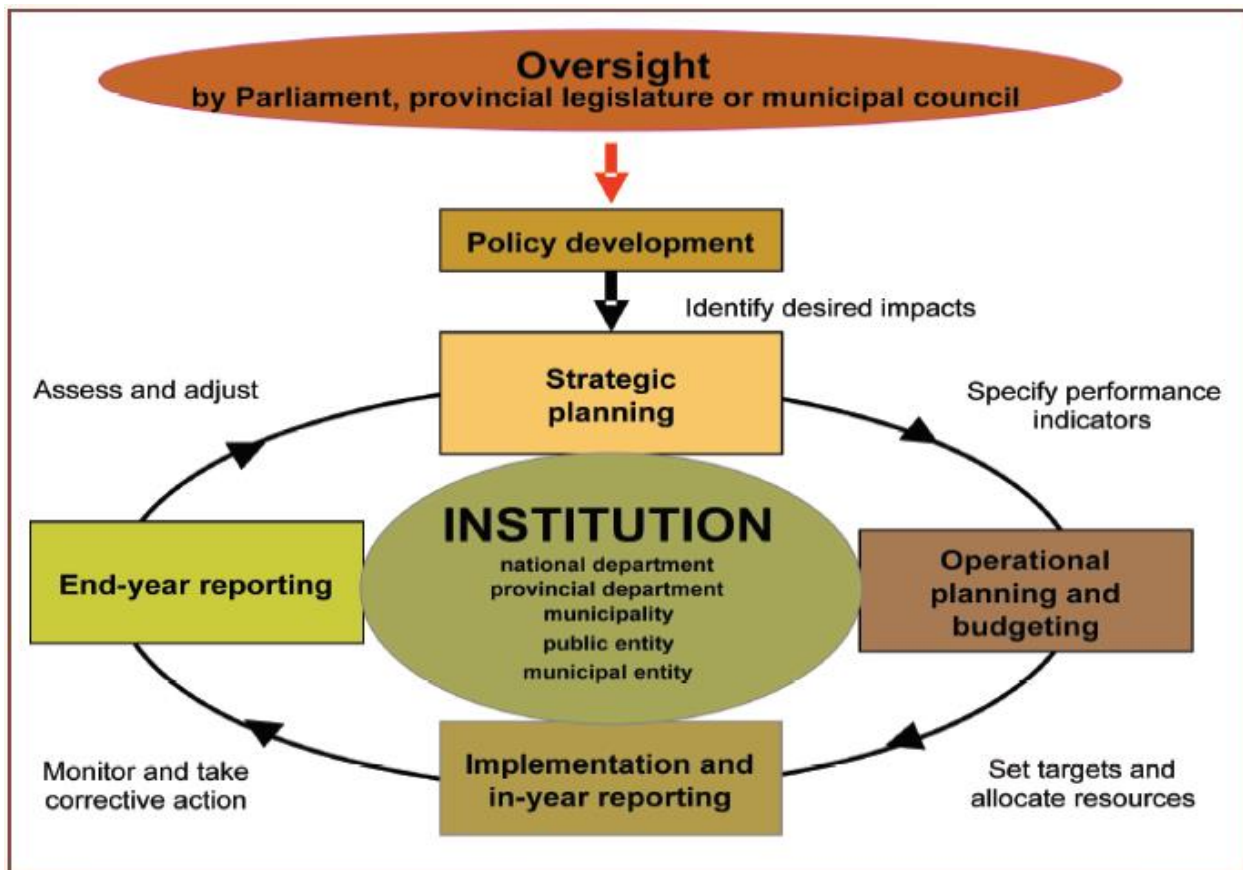 Oversight
by Parliament, provincial legislature or municipal council
Policy development
Identify desired impacts
Strategic
planning
Assess and adjust
Specify performance
indicators
INSTITUTION
national department
provincial department
municipality
public entity
municipal entity
End-year reporting
Operational
planning and
budgeting
Implementation and
in-year reporting
Monitor and take
corrective action
Set targets and
allocate resources